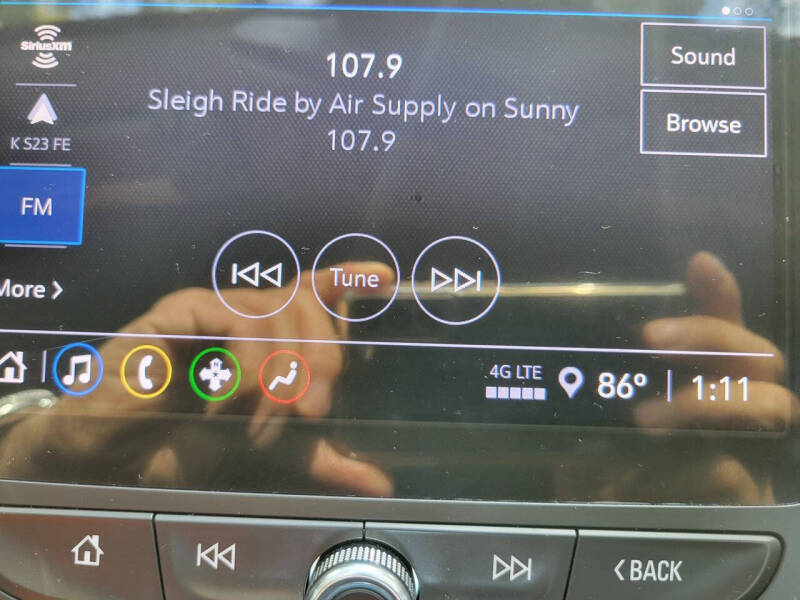 SiriusXM
107.9
Sleigh Ride by Air Supply on Sunny
107.9
Sound
Browse
K S23 FE
FM
More
Tune
4G LTE
86°
1:11
BACK